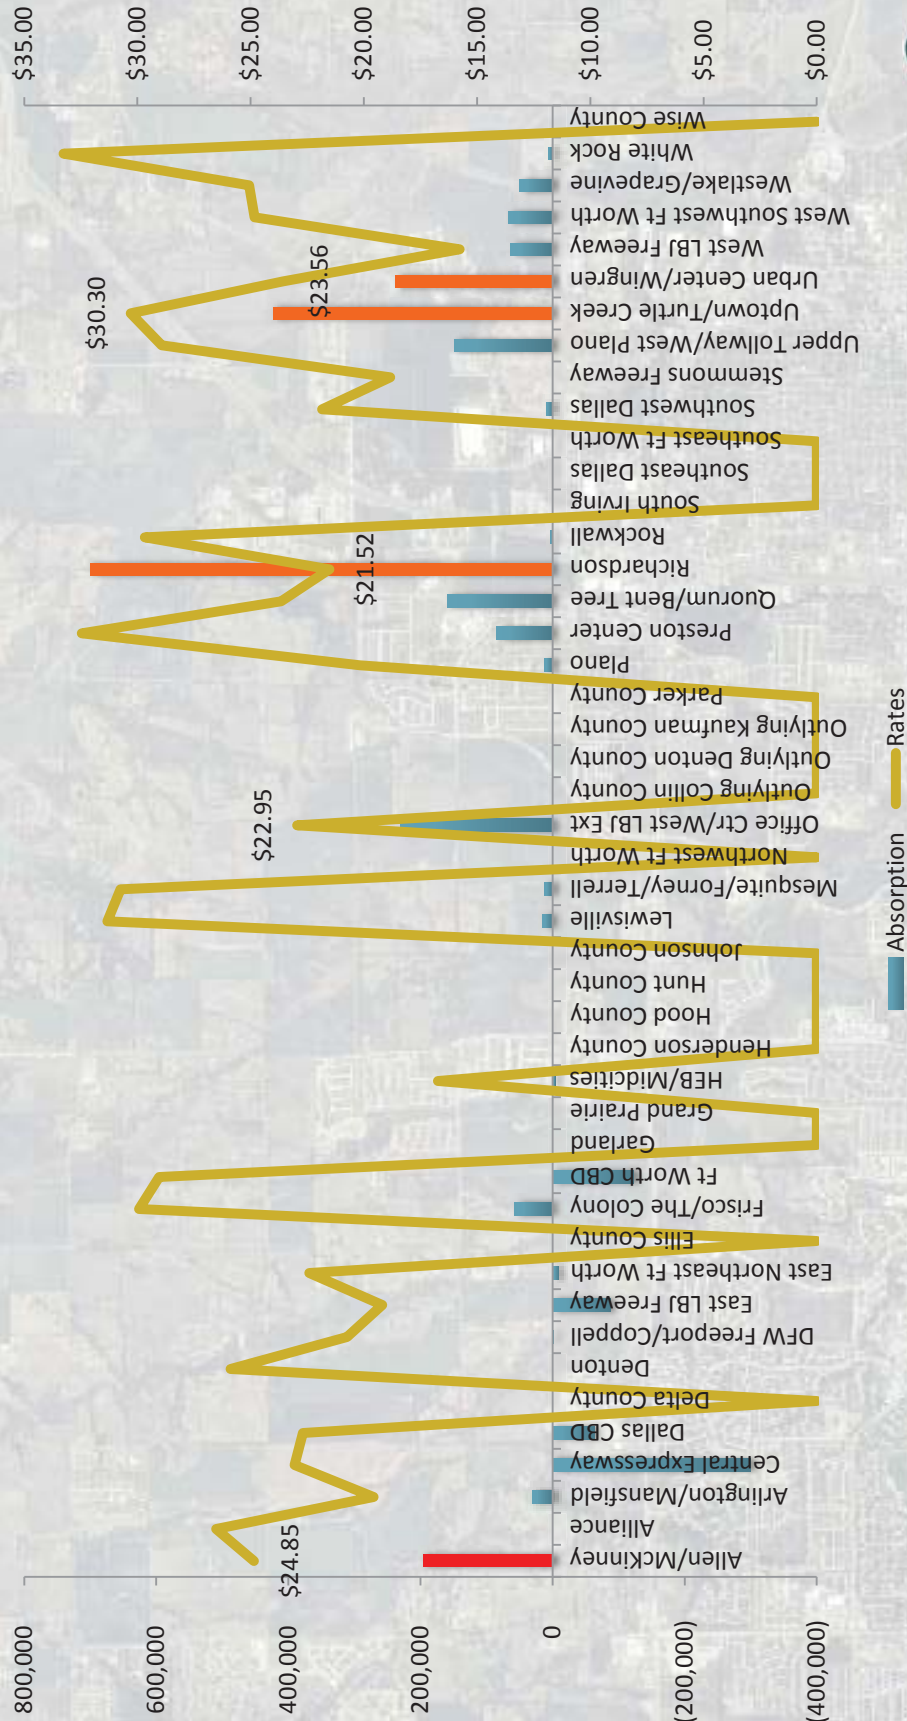 800,000
600,000
400,000
200,000
0
(200,000)
(400,000)
$35.00
$30.00
$25.00
$20.00
$15.00
$10.00
$5.00
$0.00
$24.85
$22.95
$21.52
$30.30
$23.56
Allen/McKinney
Alliance
Arlington/Mansfield
Central Expressway
Dallas CBD
Delta County
Denton
DFW Freeport/Coppell
East LBJ Freeway
East Northeast Ft Worth
Ellis County
Frisco/The Colony
Ft Worth CBD
Garland
Grand Prairie
HEB/Midcities
Henderson County
Hood County
Hunt County
Johnson County
Lewisville
Mesquite/Forney/Terrell
Northwest Ft Worth
Office Ctr/West LBJ Ext
Outlying Collin County
Outlying Denton County
Outlying Kaufman County
Parker County
Plano
Preston Center
Quorum/Bent Tree
Richardson
Rockwall
South Irving
Southeast Dallas
Southeast Ft Worth
Southwest Dallas
Stemmons Freeway
Upper Tollway/West Plano
Uptown/Turtle Creek
Urban Center/Wingren
West LBJ Freeway
West Southwest Ft Worth
Westlake/Grapevine
White Rock
Wise County
Absorption
Rates